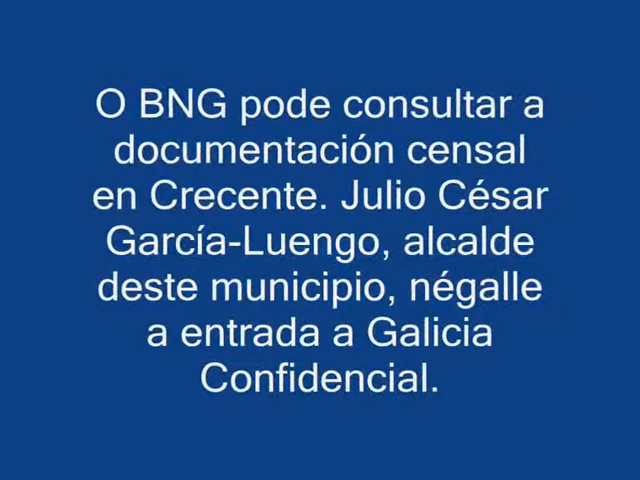 O BNG pode consultar a
documentación censal
en Crecente. Julio César
García-Luengo, alcalde
deste municipio, négalle
a entrada a Galicia
Confidencial.